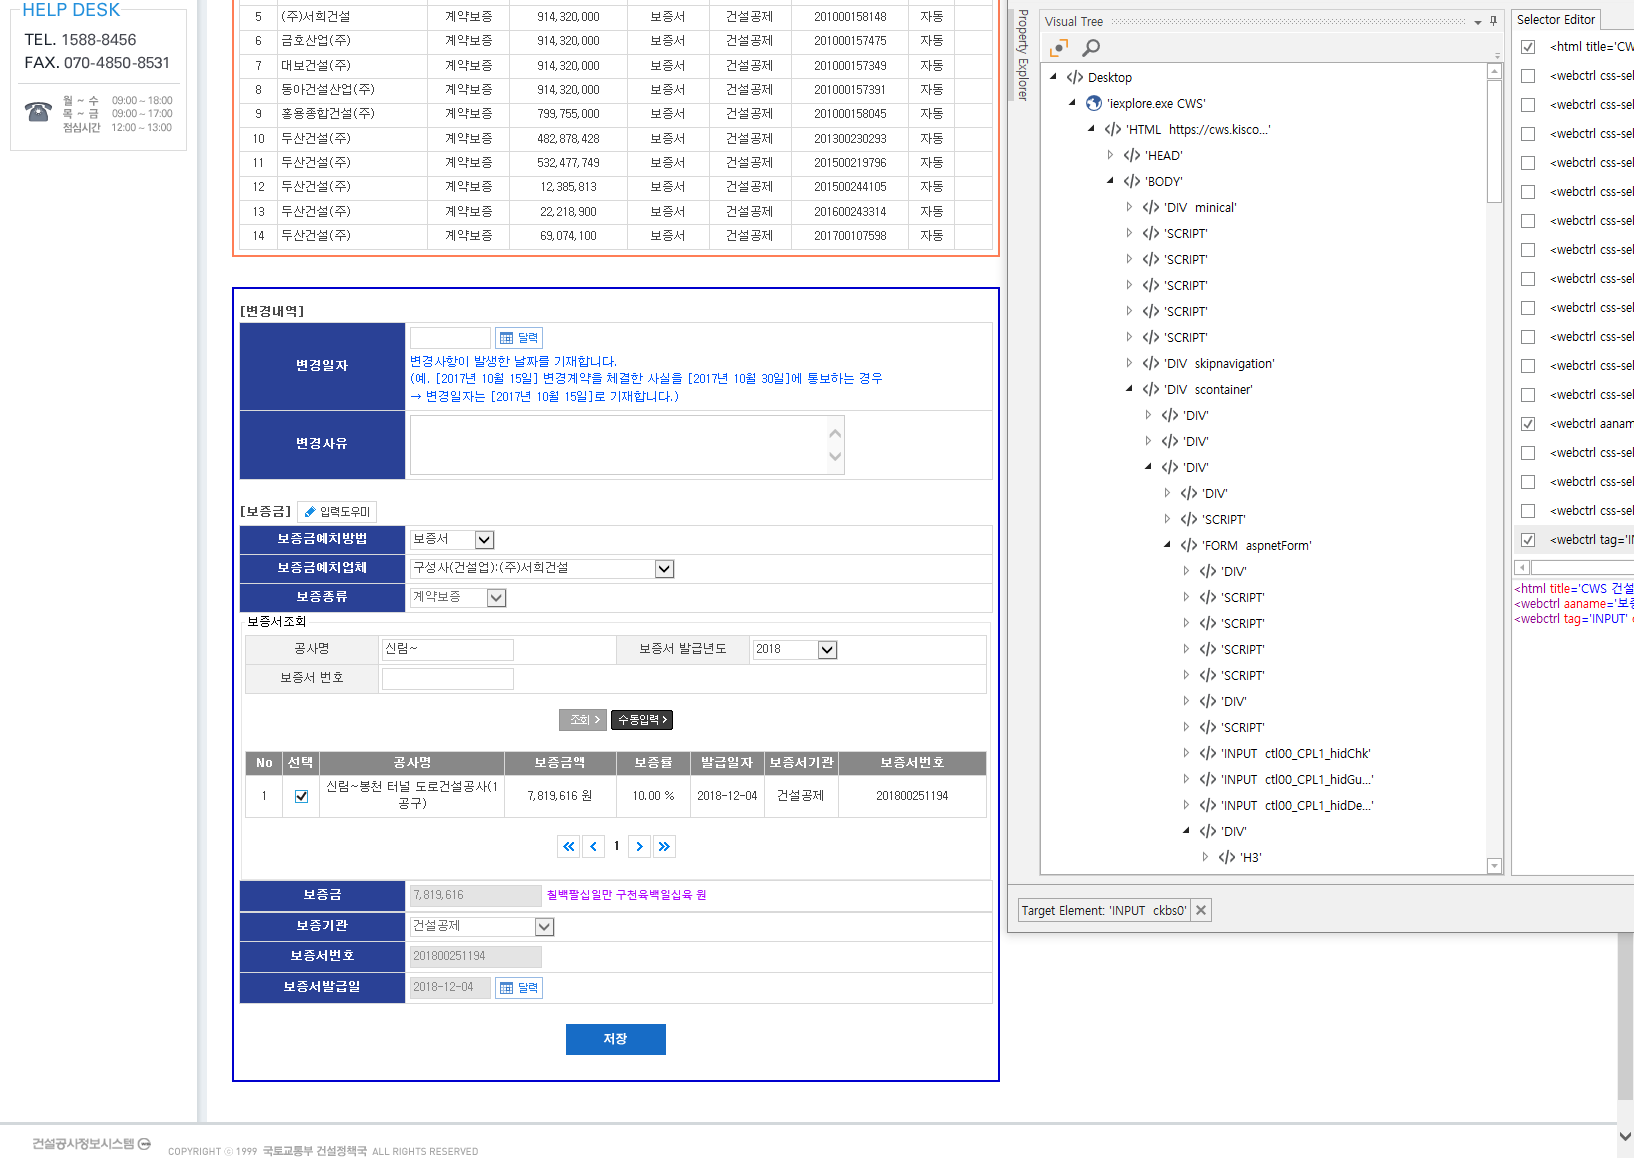 HELP DESK
TEL. 1588-8456
FAX. 070-4850-8531
월 ~ 수 09:00 ~ 18:00
목 ~ 금 09:00 ~ 17:00
점심시간 12:00 ~ 13:00
5 (주)서희건설 계약보증 914,320,000 보증서 건설공제 201000158148 자동
6 금호산업(주) 계약보증 914,320,000 보증서 건설공제 201000157475 자동
7 대보건설(주) 계약보증 914,320,000 보증서 건설공제 201000157349 자동
8 동아건설산업(주) 계약보증 914,320,000 보증서 건설공제 201000157391 자동
9 홍용종합건설(주) 계약보증 799,755,000 보증서 건설공제 201000158045 자동
10 두산건설(주) 계약보증 482,878,428 보증서 건설공제 201300230293 자동
11 두산건설(주) 계약보증 532,477,749 보증서 건설공제 201500219796 자동
12 두산건설(주) 계약보증 12,385,813 보증서 건설공제 201500244105 자동
13 두산건설(주) 계약보증 22,218,900 보증서 건설공제 201600243314 자동
14 두산건설(주) 계약보증 69,074,100 보증서 건설공제 201700107598 자동
[변경내역]
변경일자 달력
변경사항이 발생한 날짜를 기재합니다.
(예. [2017년 10월 15일] 변경계약을 체결한 사실을 [2017년 10월 30일]에 통보하는 경우
→ 변경일자는 [2017년 10월 15일]로 기재합니다.)
변경사유
[보증금] 입력도우미
보증금예치방법 보증서
보증금예치업체 구성사(건설업):(주)서희건설
보증종류 계약보증
보증서조회
공사명 신림~ 보증서 발급년도 2018
보증서 번호
조회 수동입력
No 선택 공사명 보증금액 보증률 발급일자 보증서기관 보증서번호
1 신림~봉천 터널 도로건설공사(1공구) 7,819,616 원 10.00 % 2018-12-04 건설공제 201800251194
1
보증금 7,819,616 칠백팔십일만 구천육백일십육 원
보증기관 건설공제
보증서번호 201800251194
보증서발급일 2018-12-04 달력
저장
건설공사정보시스템
COPYRIGHT ⓒ 1999 국토교통부 건설정책국 ALL RIGHTS RESERVED
Property Explorer
Visual Tree
</> Desktop
'iexplore.exe CWS'
</> 'HTML https://cws.kisco...'
</> 'HEAD'
</> 'BODY'
</> 'DIV minical'
</> 'SCRIPT'
</> 'SCRIPT'
</> 'SCRIPT'
</> 'SCRIPT'
</> 'SCRIPT'
</> 'DIV skipnavigation'
</> 'DIV scontainer'
</> 'DIV'
</> 'DIV'
</> 'DIV'
</> 'DIV'
</> 'SCRIPT'
</> 'FORM aspnetForm'
</> 'DIV'
</> 'SCRIPT'
</> 'SCRIPT'
</> 'SCRIPT'
</> 'SCRIPT'
</> 'DIV'
</> 'SCRIPT'
</> 'INPUT ctl00_CPL1_hidChk'
</> 'INPUT ctl00_CPL1_hidGu...'
</> 'INPUT ctl00_CPL1_hidDe...'
</> 'DIV'
</> 'H3'
Target Element: 'INPUT ckbs0'
Selector Editor
<html title='CW
<webctrl css-sel
<webctrl css-sel
<webctrl css-sel
<webctrl css-sel
<webctrl css-sel
<webctrl css-sel
<webctrl css-sel
<webctrl css-sel
<webctrl css-sel
<webctrl css-sel
<webctrl css-sel
<webctrl css-sel
<webctrl aanam
<webctrl css-sel
<webctrl css-sel
<webctrl css-sel
<webctrl tag='IN
<html title='CWS 건설
<webctrl aaname='보증
<webctrl tag='INPUT'